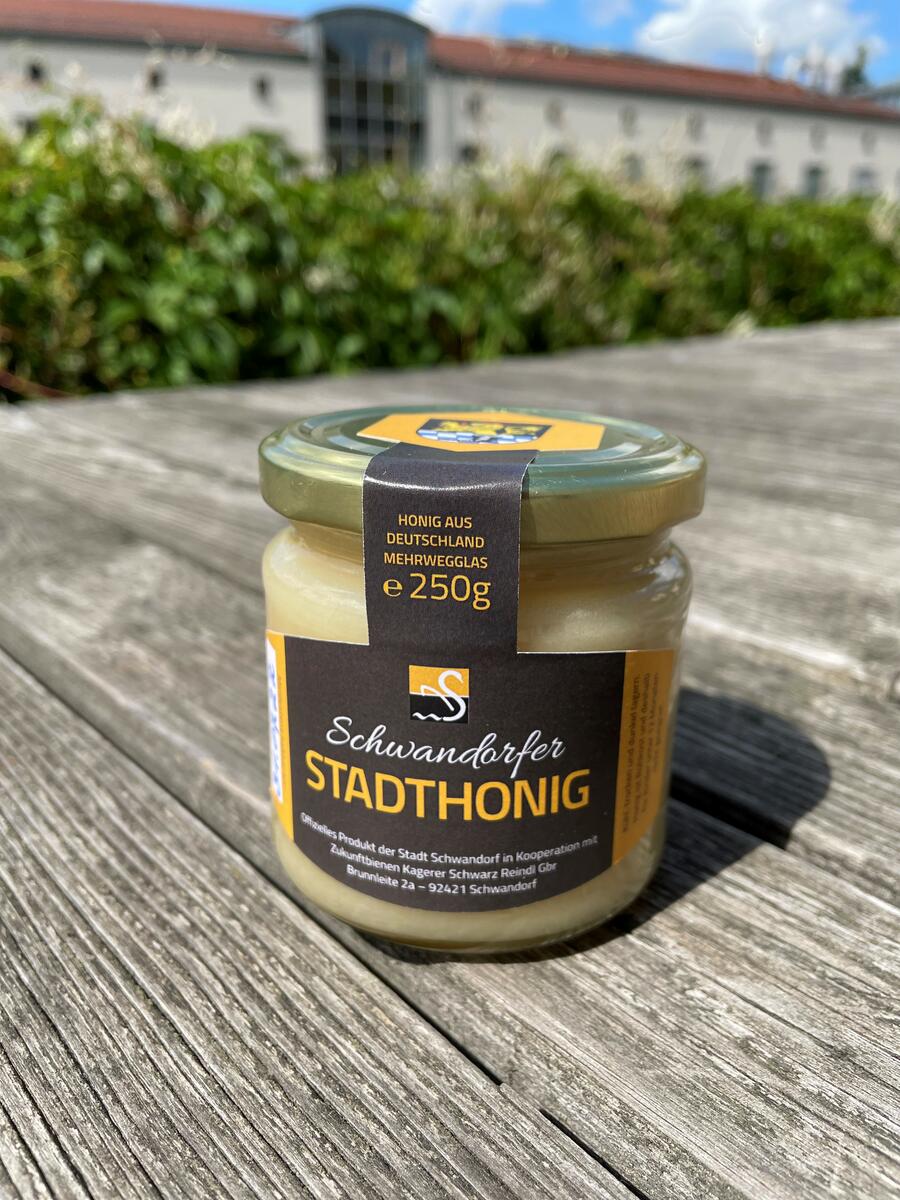 HONIG AUS
DEUTSCHLAND
MEHRWEGGLAS
℮ 250g
S
Schwandorfer
STADTHONIG
Offizielles Produkt der Stadt Schwandorf in Kooperation mit
Zukunftbienen Kagerer Schwarz Reindl Gbr
Brunnleite 2a – 92421 Schwandorf